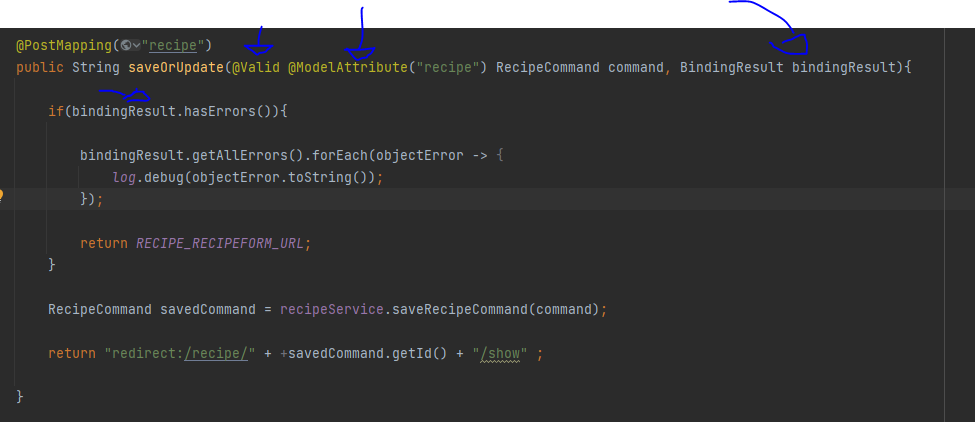 @PostMapping("recipe")
public String saveOrUpdate(@Valid @ModelAttribute("recipe") RecipeCommand command, BindingResult bindingResult){
if(bindingResult.hasErrors()){
bindingResult.getAllErrors().forEach(objectError -> {
log.debug(objectError.toString());
});
return RECIPE_RECIPEFORM_URL;
}
RecipeCommand savedCommand = recipeService.saveRecipeCommand(command);
return "redirect:/recipe/" + +savedCommand.getId() + "/show" ;
}